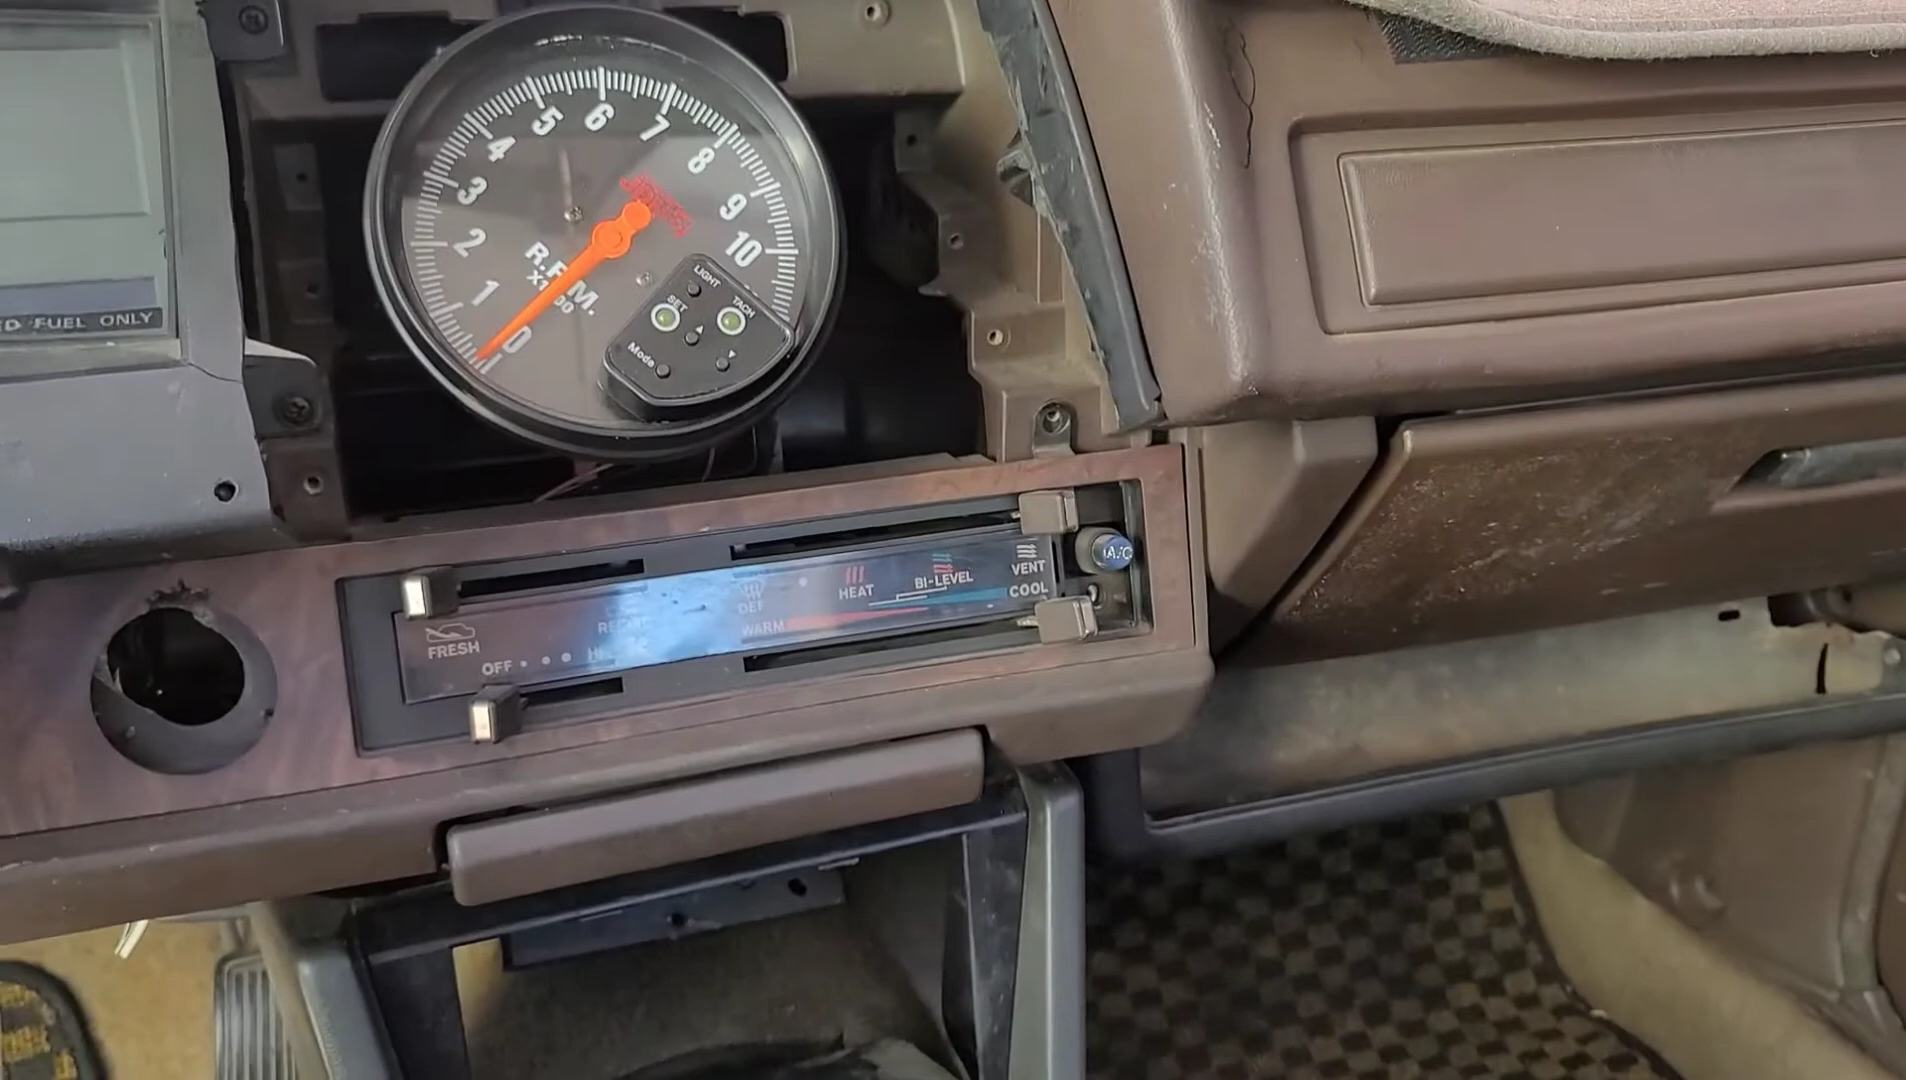 5 6 7
4 8
3 9
2 10
1
0
R.P.M.
LIGHT
SET TACH
Mode
FUEL ONLY
A/C
VENT
HEAT BI-LEVEL
DEF COOL
WARM
FRESH
OFF